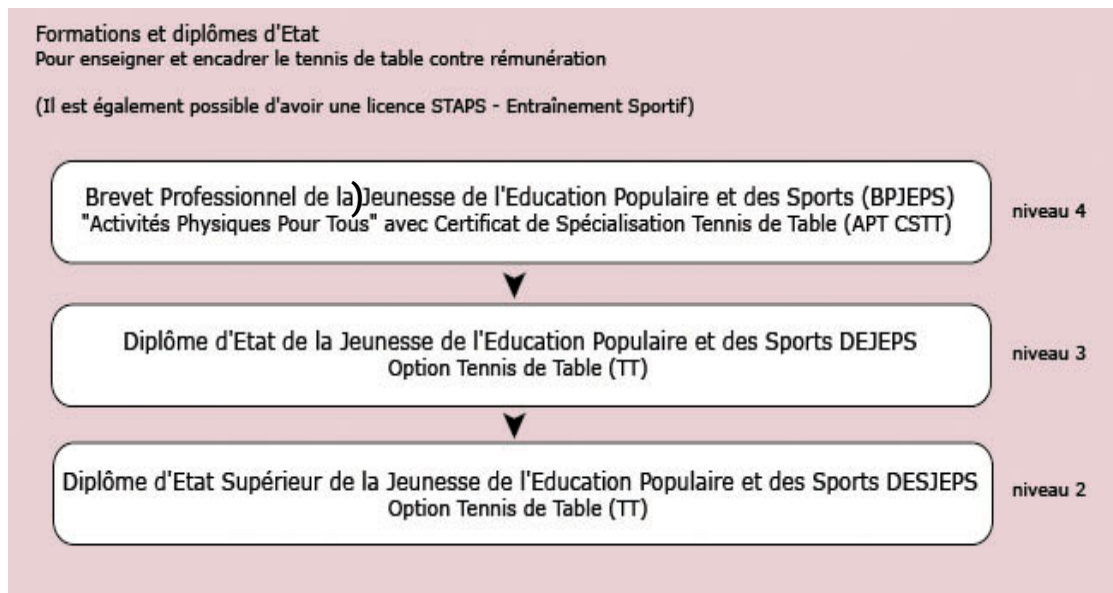 Formations et diplômes d'Etat
Pour enseigner et encadrer le tennis de table contre rémunération
(Il est également possible d'avoir une licence STAPS - Entraînement Sportif)
Brevet Professionnel de la)Jeunesse de l'Education Populaire et des Sports (BPJEPS)
"Activités Physiques Pour Tous" avec Certificat de Spécialisation Tennis de Table (APT CSTT)
niveau 4
Diplôme d'Etat de la Jeunesse de l'Education Populaire et des Sports DEJEPS
Option Tennis de Table (TT)
niveau 3
Diplôme d'Etat Supérieur de la Jeunesse de l'Education Populaire et des Sports DESJEPS
Option Tennis de Table (TT)
niveau 2